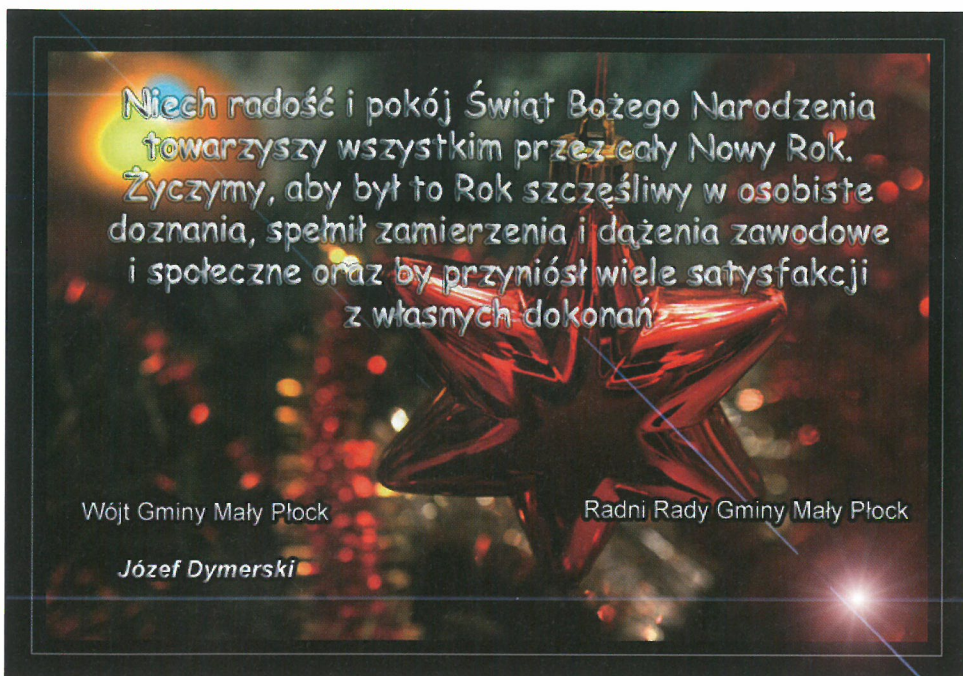 Niech radość i pokój Świąt Bożego Narodzenia
towarzyszy wszystkim przez cały Nowy Rok.
Życzymy, aby był to Rok szczęśliwy w osobiste
doznania, spełnił zamierzenia i dążenia zawodowe
i społeczne oraz by przyniósł wiele satysfakcji
z własnych dokonań
Wójt Gminy Mały Płock
Radni Rady Gminy Mały Płock
Józef Dymerski